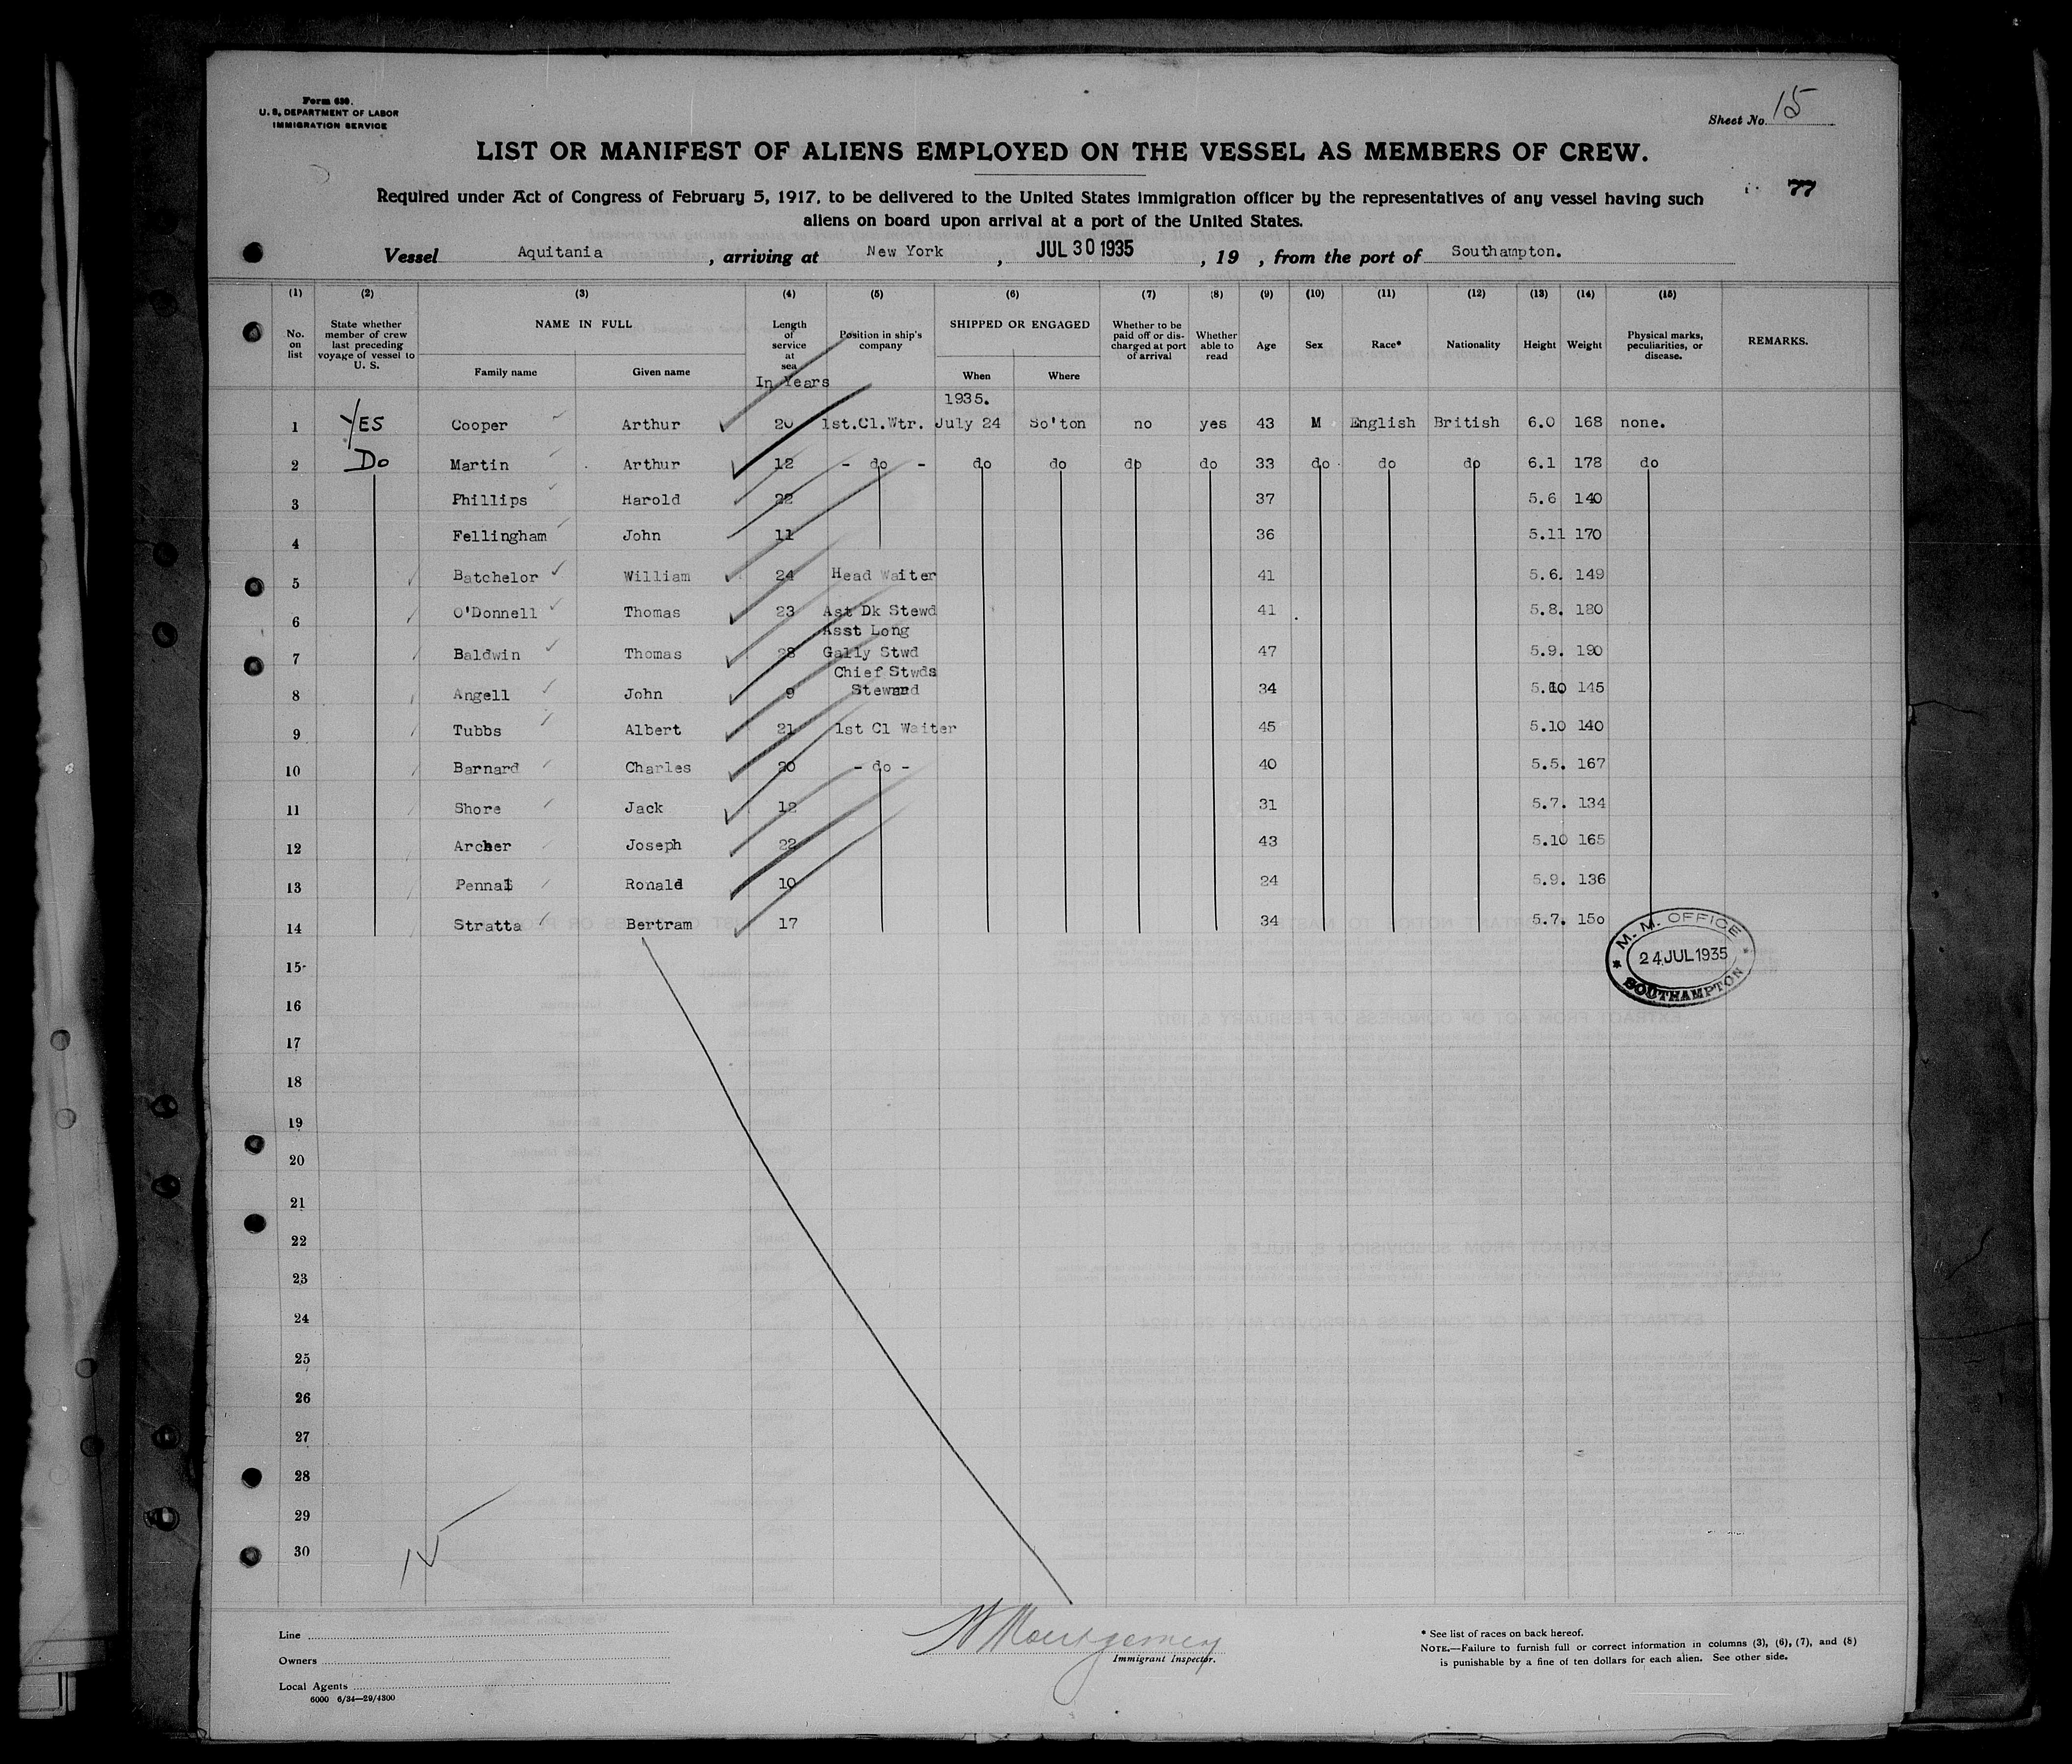 Form 630.
U. S. DEPARTMENT OF LABOR
IMMIGRATION SERVICE
Sheet No. 15
LIST OR MANIFEST OF ALIENS EMPLOYED ON THE VESSEL AS MEMBERS OF CREW.
77
Required under Act of Congress of February 5, 1917, to be delivered to the United States immigration officer by the representatives of any vessel having such
aliens on board upon arrival at a port of the United States.
Vessel Aquitania, arriving at New York, JUL 30 1935, 19 , from the port of Southampton.
(1) (2) (3) (4) (5) (6) (7) (8) (9) (10) (11) (12) (13) (14) (15)
No. on list
State whether member of crew last preceding voyage of vessel to U. S.
NAME IN FULL
Family name
Given name
Length of service at sea
In Years
Position in ship's company
SHIPPED OR ENGAGED
When
Where
Whether to be paid off or discharged at port of arrival
Whether able to read
Age
Sex
Race*
Nationality
Height
Weight
Physical marks, peculiarities, or disease.
REMARKS.
1935.
1 YES Cooper Arthur 20 1st.Cl.Wtr. July 24 So'ton no yes 43 M English British 6.0 168 none.
2 Do Martin Arthur 12 - do - do do do do 33 do do do 6.1 178 do
3 Phillips Harold 22 37 5.6 140
4 Fellingham John 11 36 5.11 170
5 Batchelor William 24 Head Waiter 41 5.6. 149
6 O'Donnell Thomas 23 Ast Dk Stewd 41 5.8. 180
Asst Long
7 Baldwin Thomas 28 Gally Stwd 47 5.9. 190
Chief Stwds
8 Angell John 9 Steward 34 5.10 145
9 Tubbs Albert 21 1st Cl Waiter 45 5.10 140
10 Barnard Charles 20 - do - 40 5.5. 167
11 Shore Jack 12 31 5.7. 134
12 Archer Joseph 22 43 5.10 165
13 Ronald 10 24 5.9. 136
14 Stratta Bertram 17 34 5.7. 150
M. M. OFFICE
24 JUL 1935
SOUTHAMPTON
15
16
17
18
19
20
21
22
23
24
25
26
27
28
29
30
Line
Owners
Local Agents
6000 6/34—29/4300
Montgomery
Immigrant Inspector.
* See list of races on back hereof.
NOTE.—Failure to furnish full or correct information in columns (3), (6), (7), and (8)
is punishable by a fine of ten dollars for each alien. See other side.